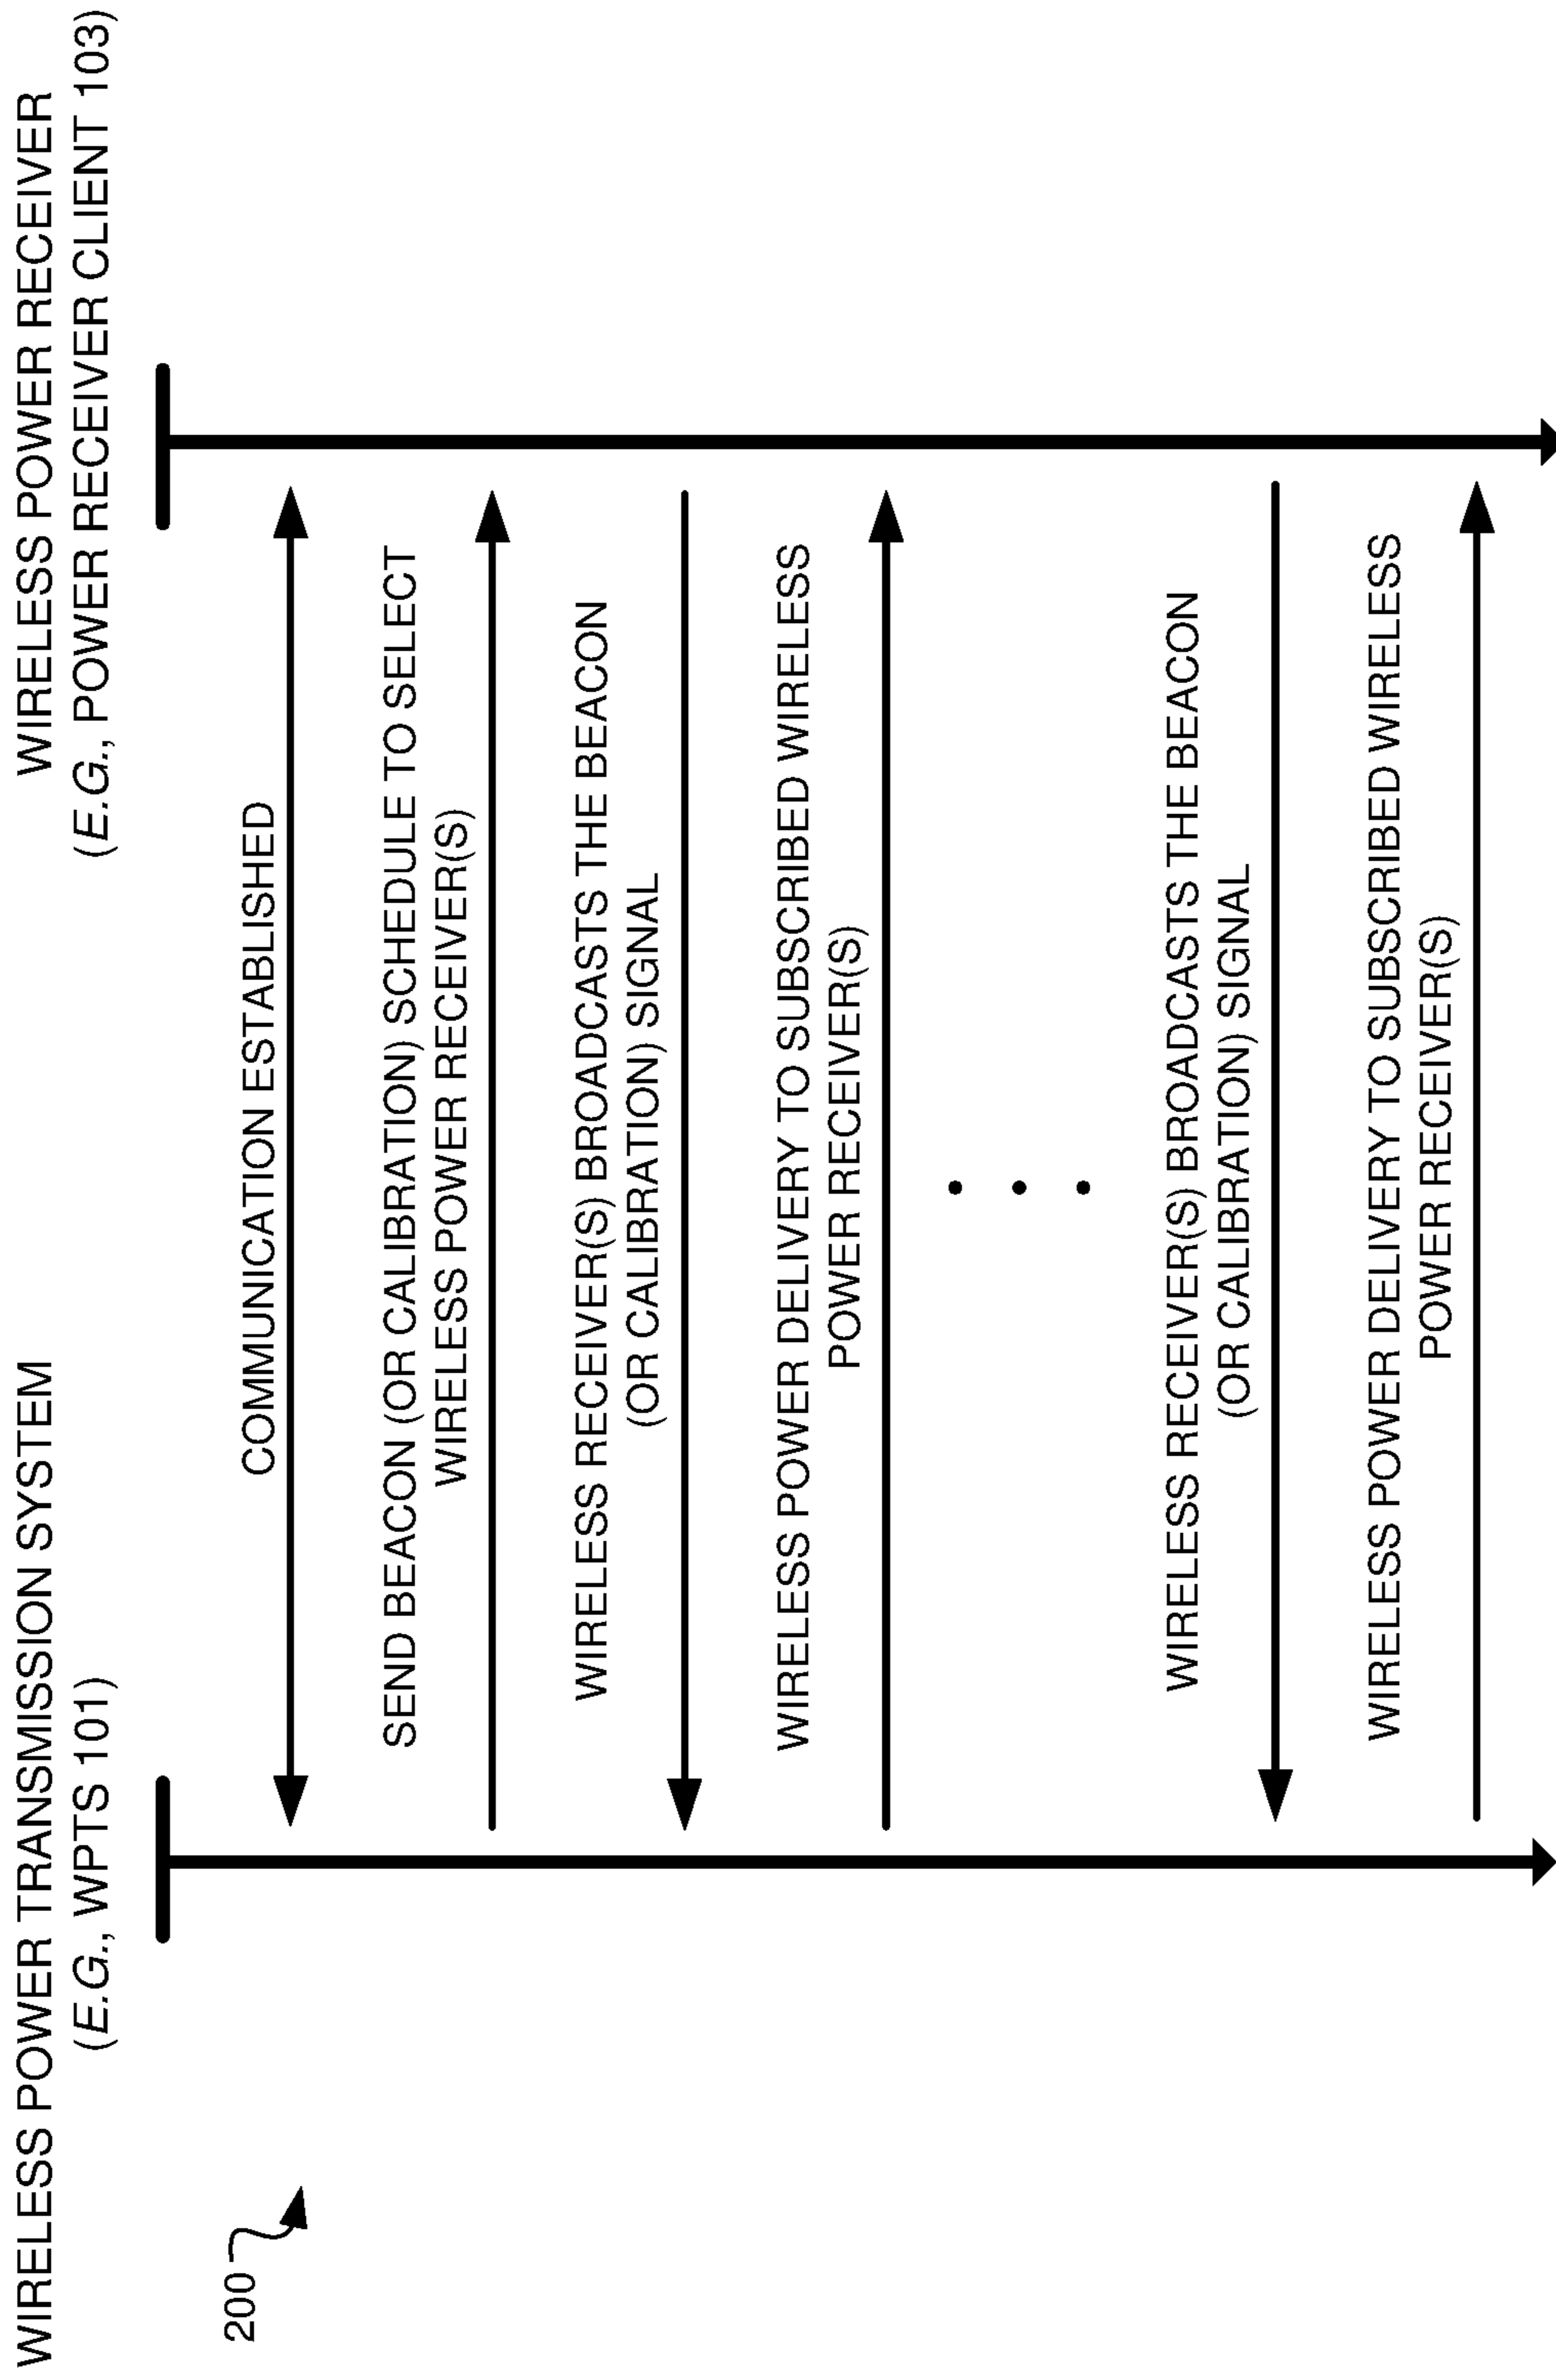 WIRELESS POWER TRANSMISSION SYSTEM
(E.G., WPTS 101)
WIRELESS POWER RECEIVER
(E.G., POWER RECEIVER CLIENT 103)
200
COMMUNICATION ESTABLISHED
SEND BEACON (OR CALIBRATION) SCHEDULE TO SELECT
WIRELESS POWER RECEIVER(S)
WIRELESS RECEIVER(S) BROADCASTS THE BEACON
(OR CALIBRATION) SIGNAL
WIRELESS POWER DELIVERY TO SUBSCRIBED WIRELESS
POWER RECEIVER(S)
WIRELESS RECEIVER(S) BROADCASTS THE BEACON
(OR CALIBRATION) SIGNAL
WIRELESS POWER DELIVERY TO SUBSCRIBED WIRELESS
POWER RECEIVER(S)